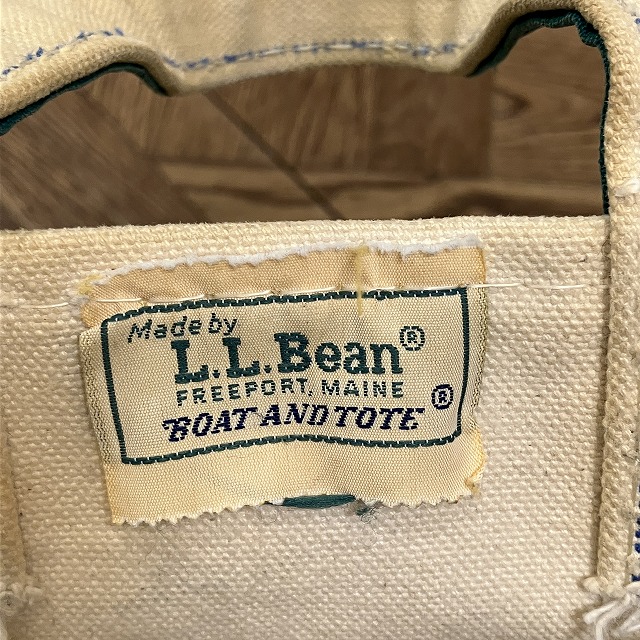 Made by
L.L.Bean®
FREEPORT, MAINE
BOAT AND TOTE®